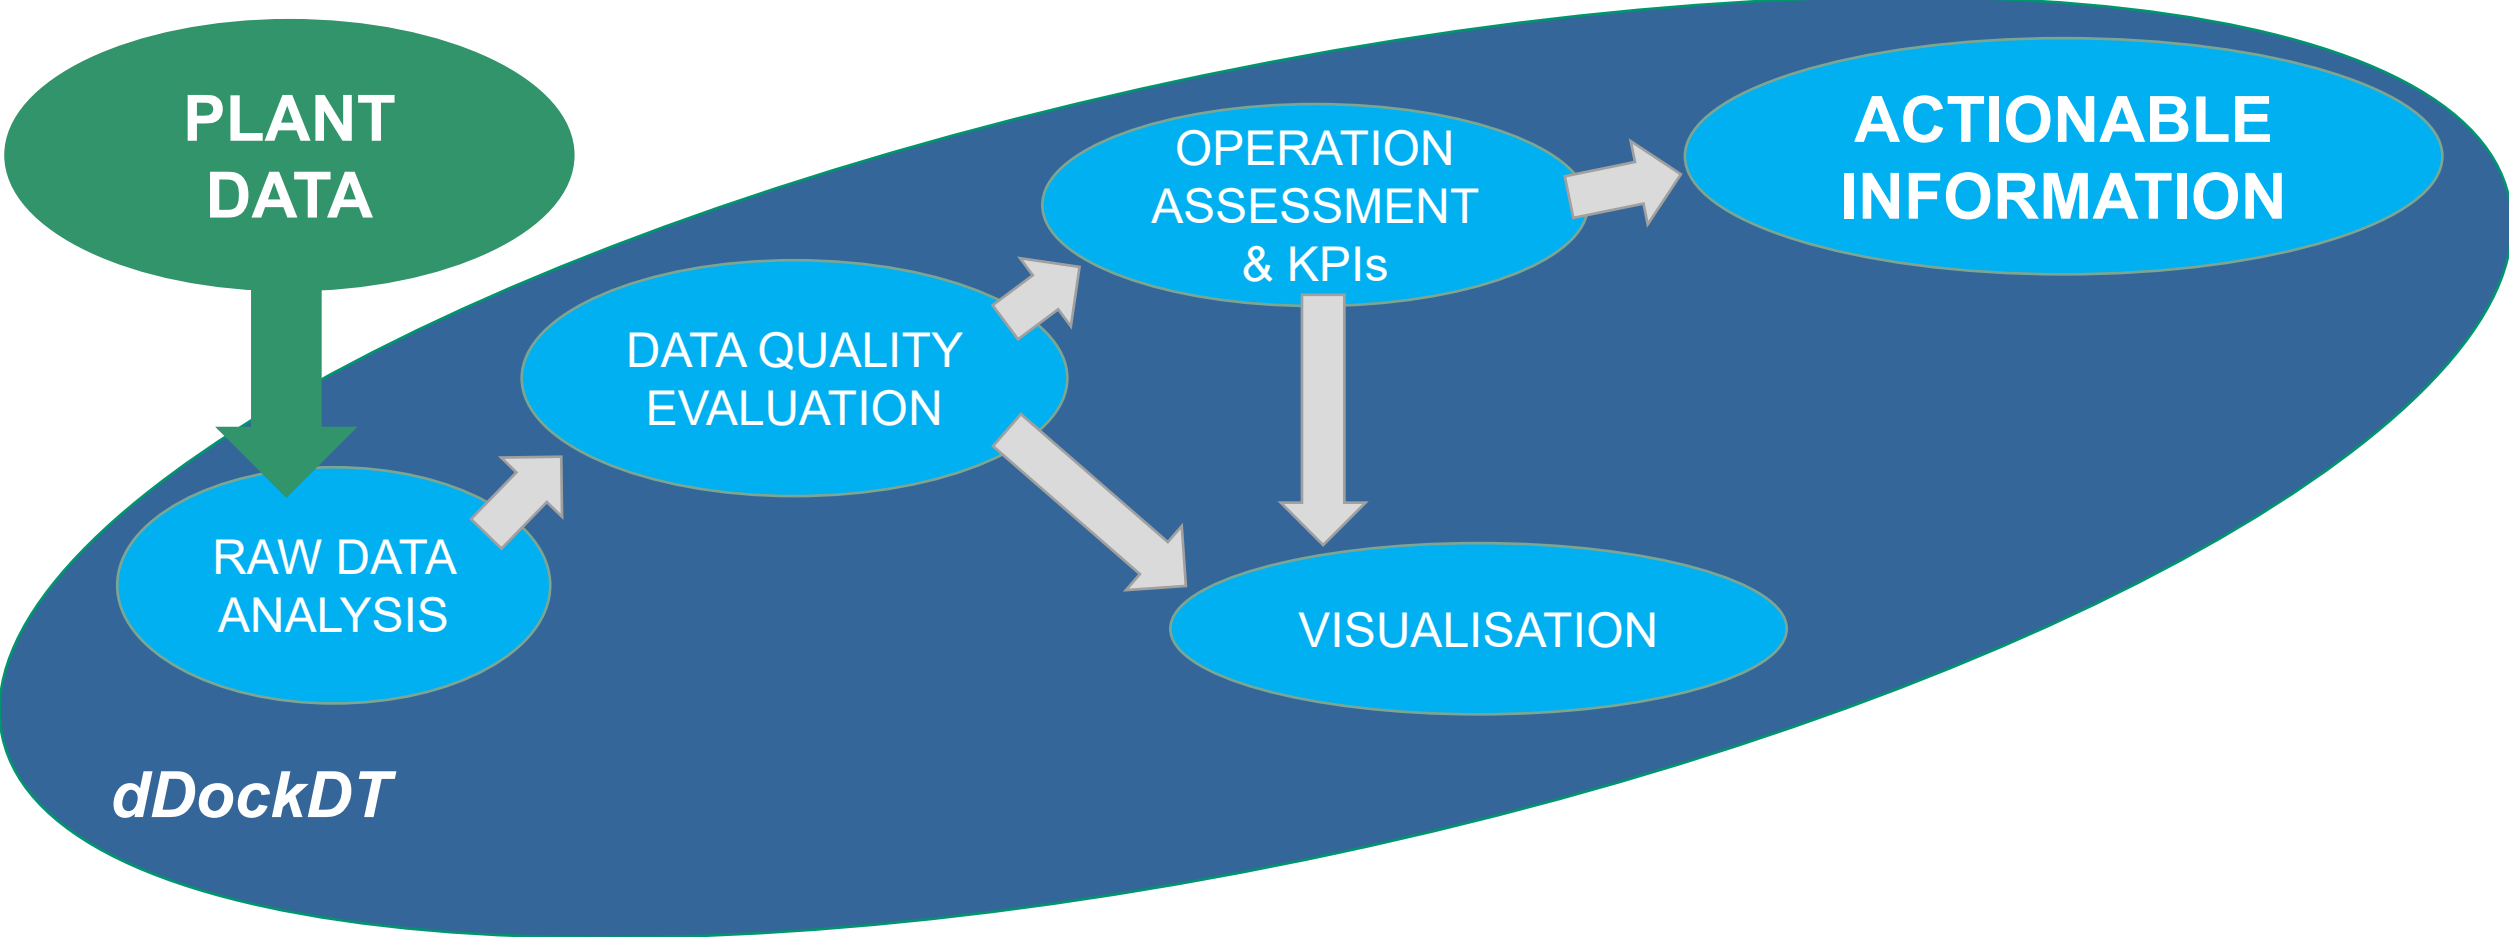 PLANT
DATA
ACTIONABLE
INFORMATION
OPERATION
ASSESSMENT
& KPIs
DATA QUALITY
EVALUATION
RAW DATA
ANALYSIS
VISUALISATION
dDockDT